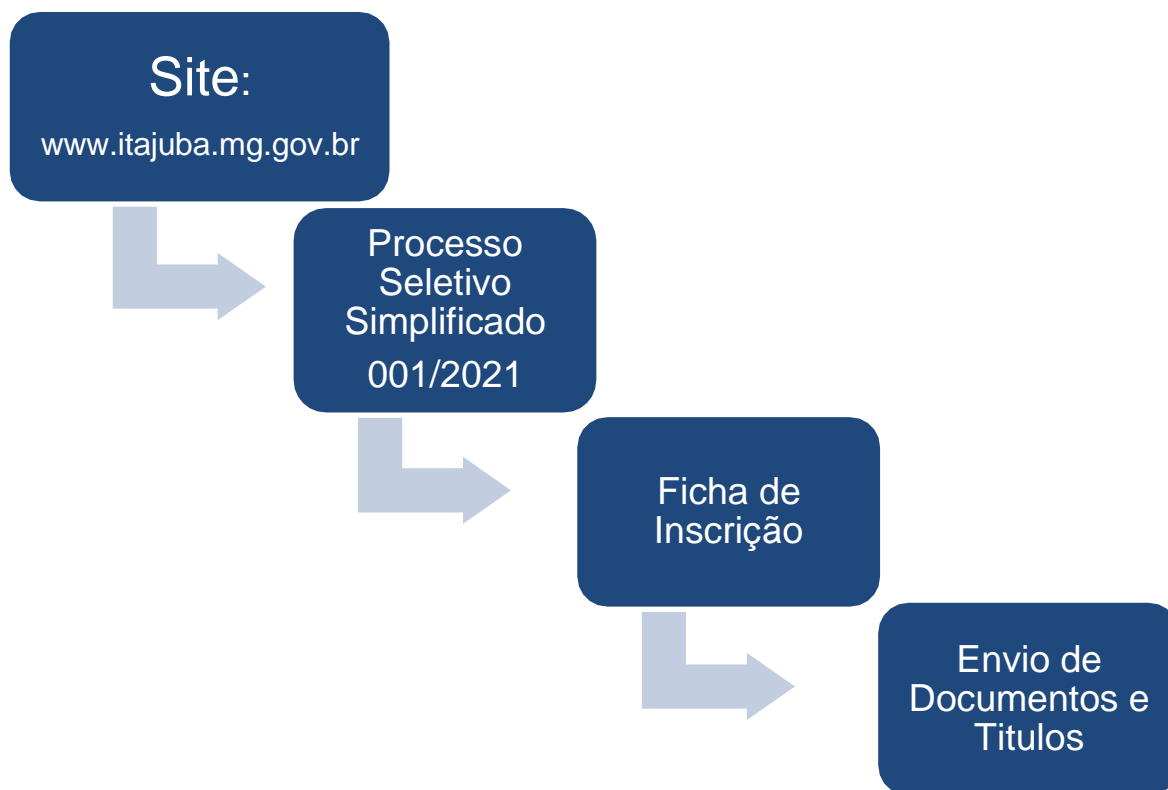 Site:
www.itajuba.mg.gov.br
Processo
Seletivo
Simplificado
001/2021
Ficha de
Inscrição
Envio de
Documentos e
Titulos